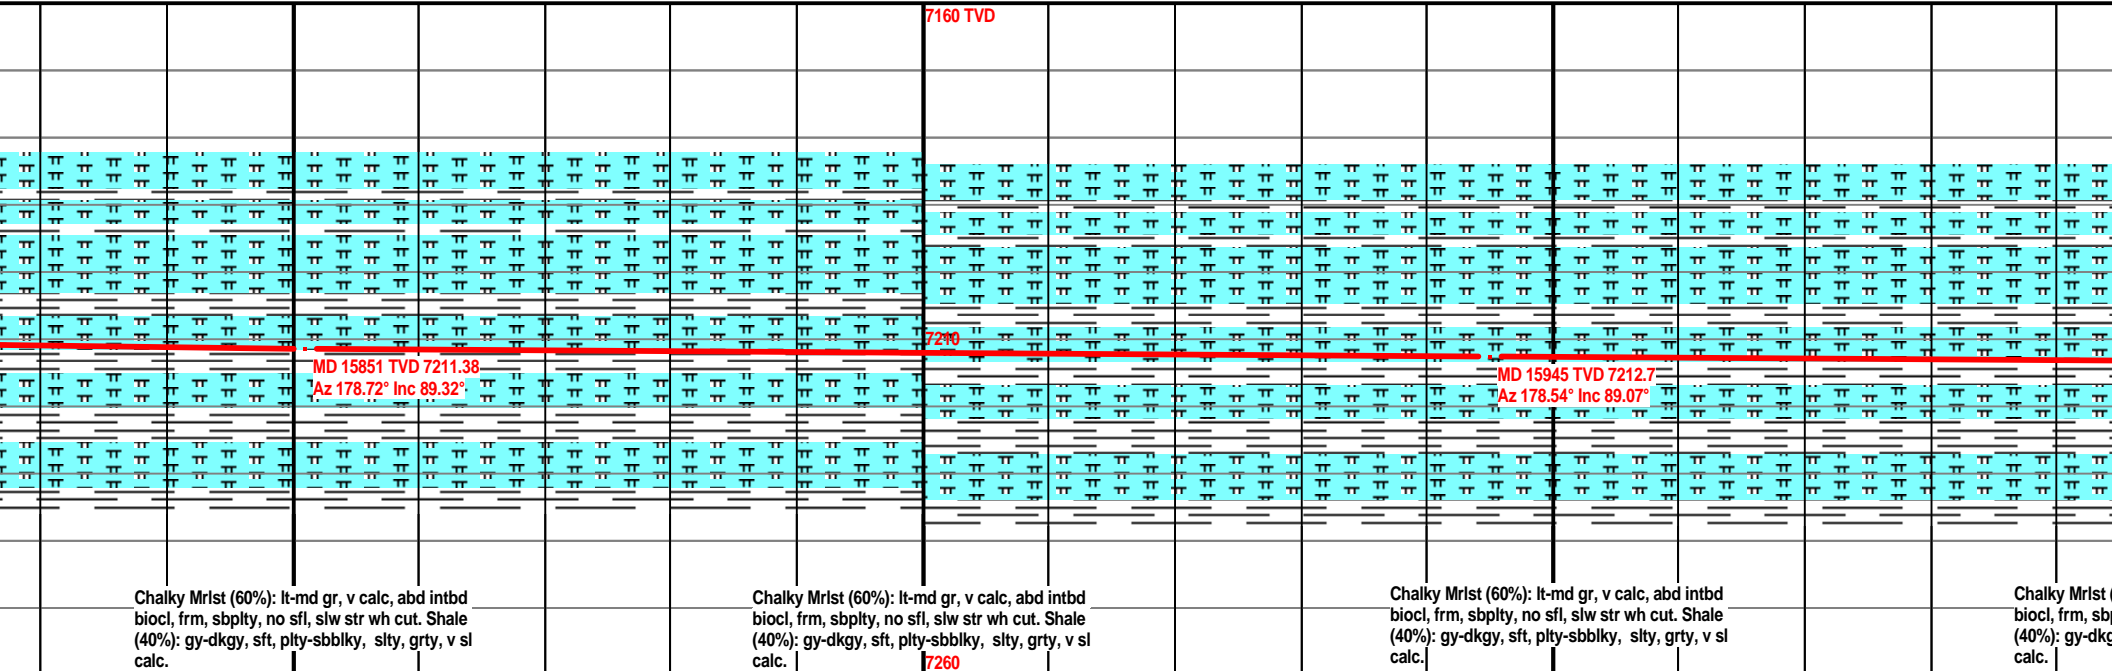 7160 TVD
7210
MD 15851 TVD 7211.38
Az 178.72° Inc 89.32°
MD 15945 TVD 7212.7
Az 178.54° Inc 89.07°
Chalky Mrlst (60%): lt-md gr, v calc, abd intbd
biocl, frm, sbplty, no sfl, slw str wh cut. Shale
(40%): gy-dkgy, sft, plty-sbblky, slty, grty, v sl
calc.
Chalky Mrlst (60%): lt-md gr, v calc, abd intbd
biocl, frm, sbplty, no sfl, slw str wh cut. Shale
(40%): gy-dkgy, sft, plty-sbblky, slty, grty, v sl
calc.
7260
Chalky Mrlst (60%): lt-md gr, v calc, abd intbd
biocl, frm, sbplty, no sfl, slw str wh cut. Shale
(40%): gy-dkgy, sft, plty-sbblky, slty, grty, v sl
calc.
Chalky Mrlst
biocl, frm,
(40%):
calc.